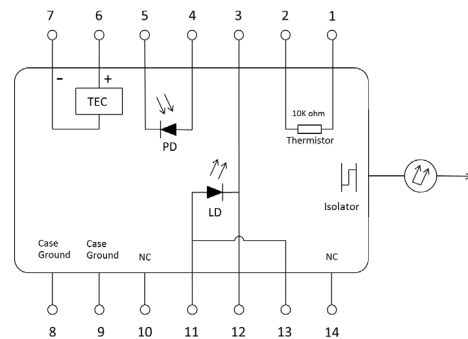 7 6 5 4 3 2 1
- +
TEC
10K ohm
Thermistor
PD
LD
Isolator
Case Ground
Case Ground
NC
NC
8 9 10 11 12 13 14